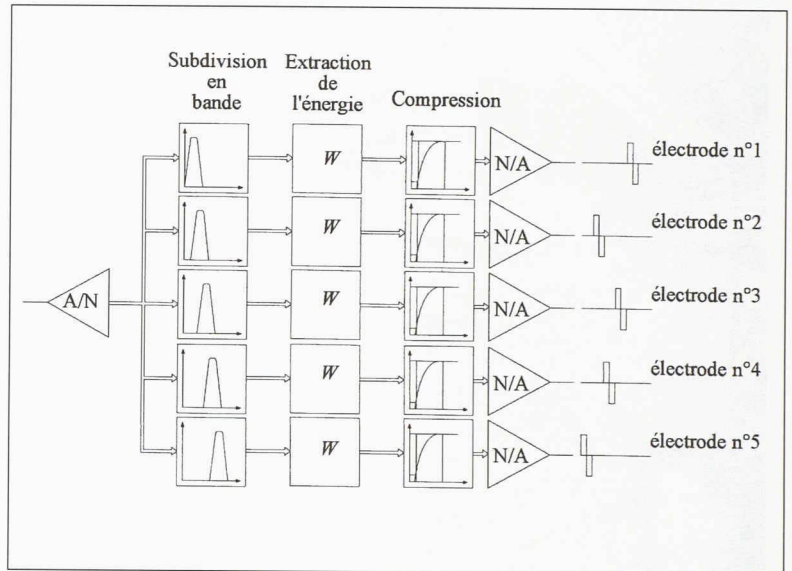 Subdivision
en
bande
Extraction
de
l'énergie
Compression
W
N/A
électrode n°1
W
N/A
électrode n°2
A/N
W
N/A
électrode n°3
W
N/A
électrode n°4
W
N/A
électrode n°5